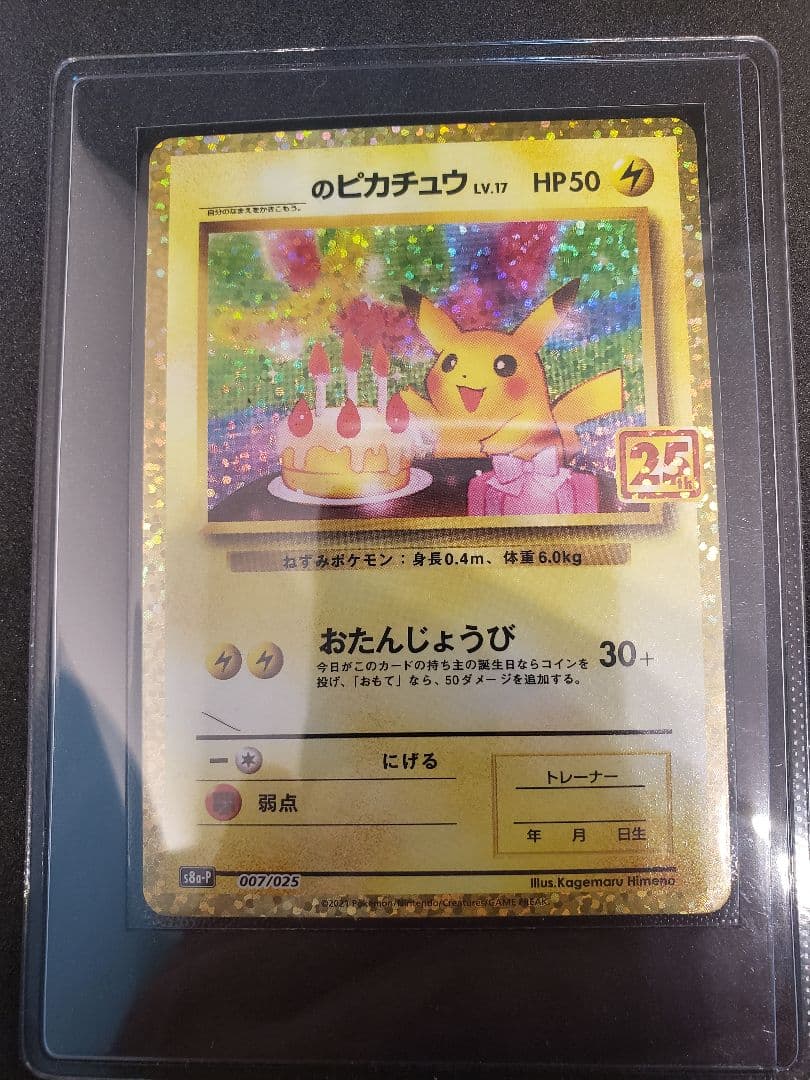 のピカチュウ LV.17 HP50
自分のなまえをかきこもう。
25th
ねずみポケモン：身長0.4m、体重6.0kg
おたんじょうび 30+
今日がこのカードの持ち主の誕生日ならコインを
投げ、「おもて」なら、50ダメージを追加する。
にげる
弱点
トレーナー
年 月 日生
s8a-P 007/025 Illus.Kagemaru Himeno
©2021 Pokémon/Nintendo/Creatures/GAME FREAK.